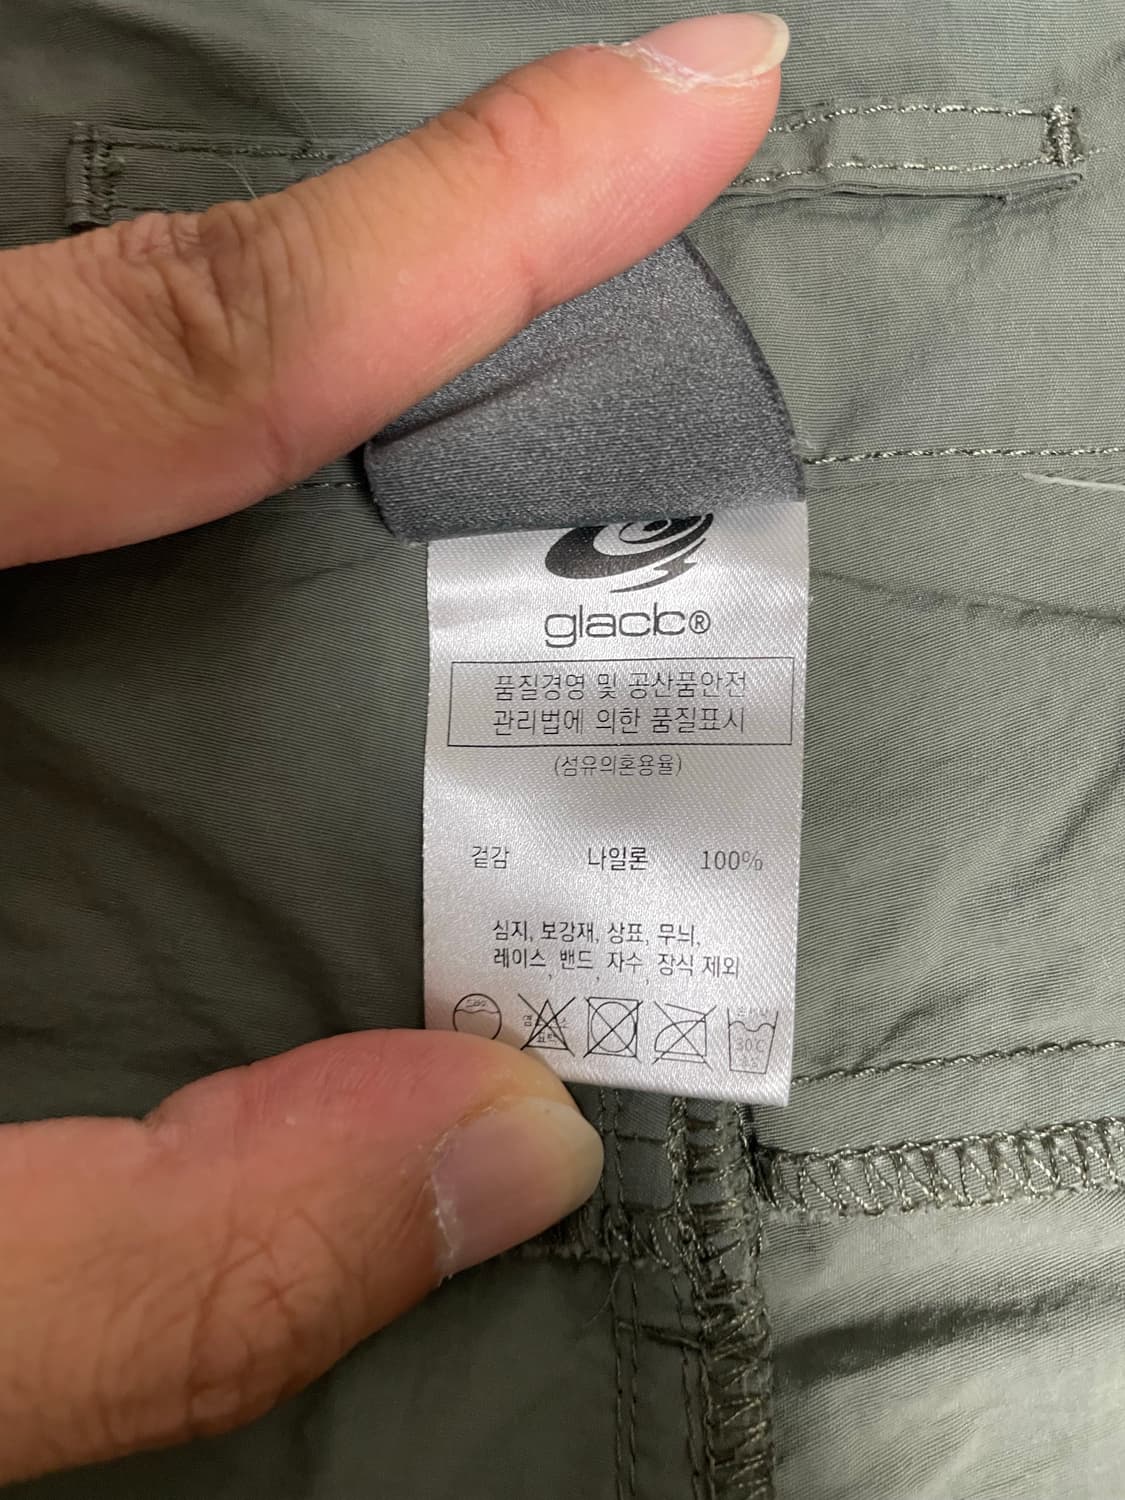 glack®
품질경영 및 공산품안전
관리법에 의한 품질표시
(섬유의혼용율)
겉감 나일론 100%
심지, 보강재, 상표, 무늬,
레이스, 밴드, 자수, 장식 제외
30℃